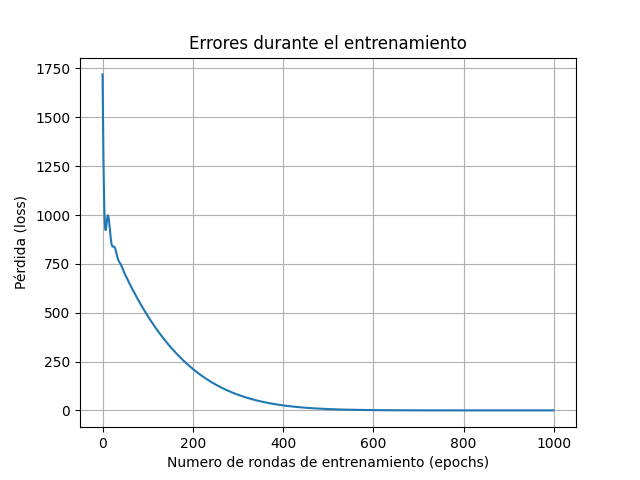 Errores durante el entrenamiento
Pérdida (loss)
1750
1500
1250
1000
750
500
250
0
0 200 400 600 800 1000
Numero de rondas de entrenamiento (epochs)